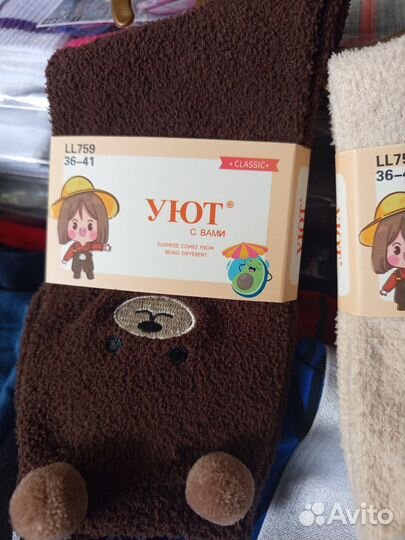 LL759
36-41
• CLASSIC •
УЮТ®
С ВАМИ
SURPRISE COMES FROM
BEING DIFFERENT
LL75
36-4
Avito